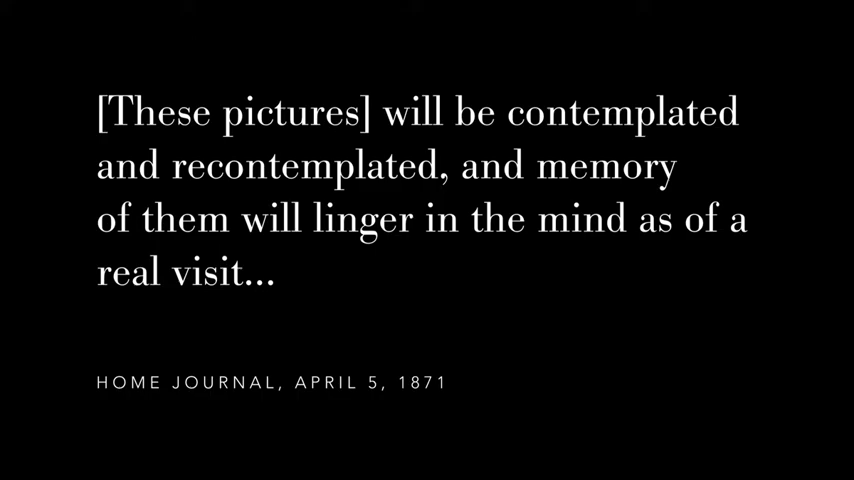 [These pictures] will be contemplated
and recontemplated, and memory
of them will linger in the mind as of a
real visit...
HOME JOURNAL, APRIL 5, 1871